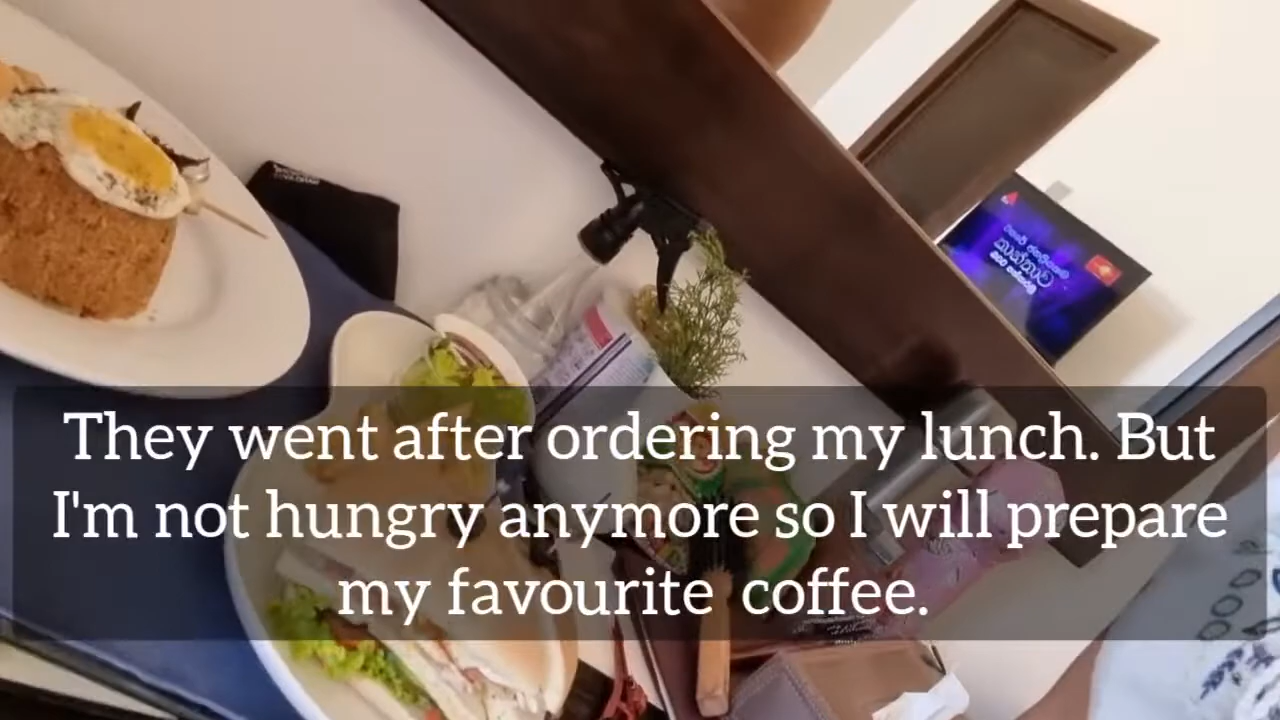 They went after ordering my lunch. But
I'm not hungry anymore so I will prepare
my favourite coffee.